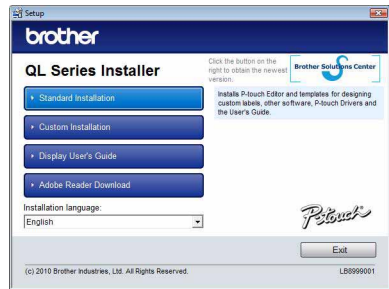 Setup
brother
QL Series Installer
Click the button on the
right to obtain the newest
version.
Brother Solutions Center
Standard Installation
Installs P-touch Editor and templates for designing
custom labels, other software, P-touch Drivers and
the User's Guide.
Custom Installation
Display User's Guide
Adobe Reader Download
Installation language:
English
P-touch
Exit
(c) 2010 Brother Industries, Ltd. All Rights Reserved.
LB8999001